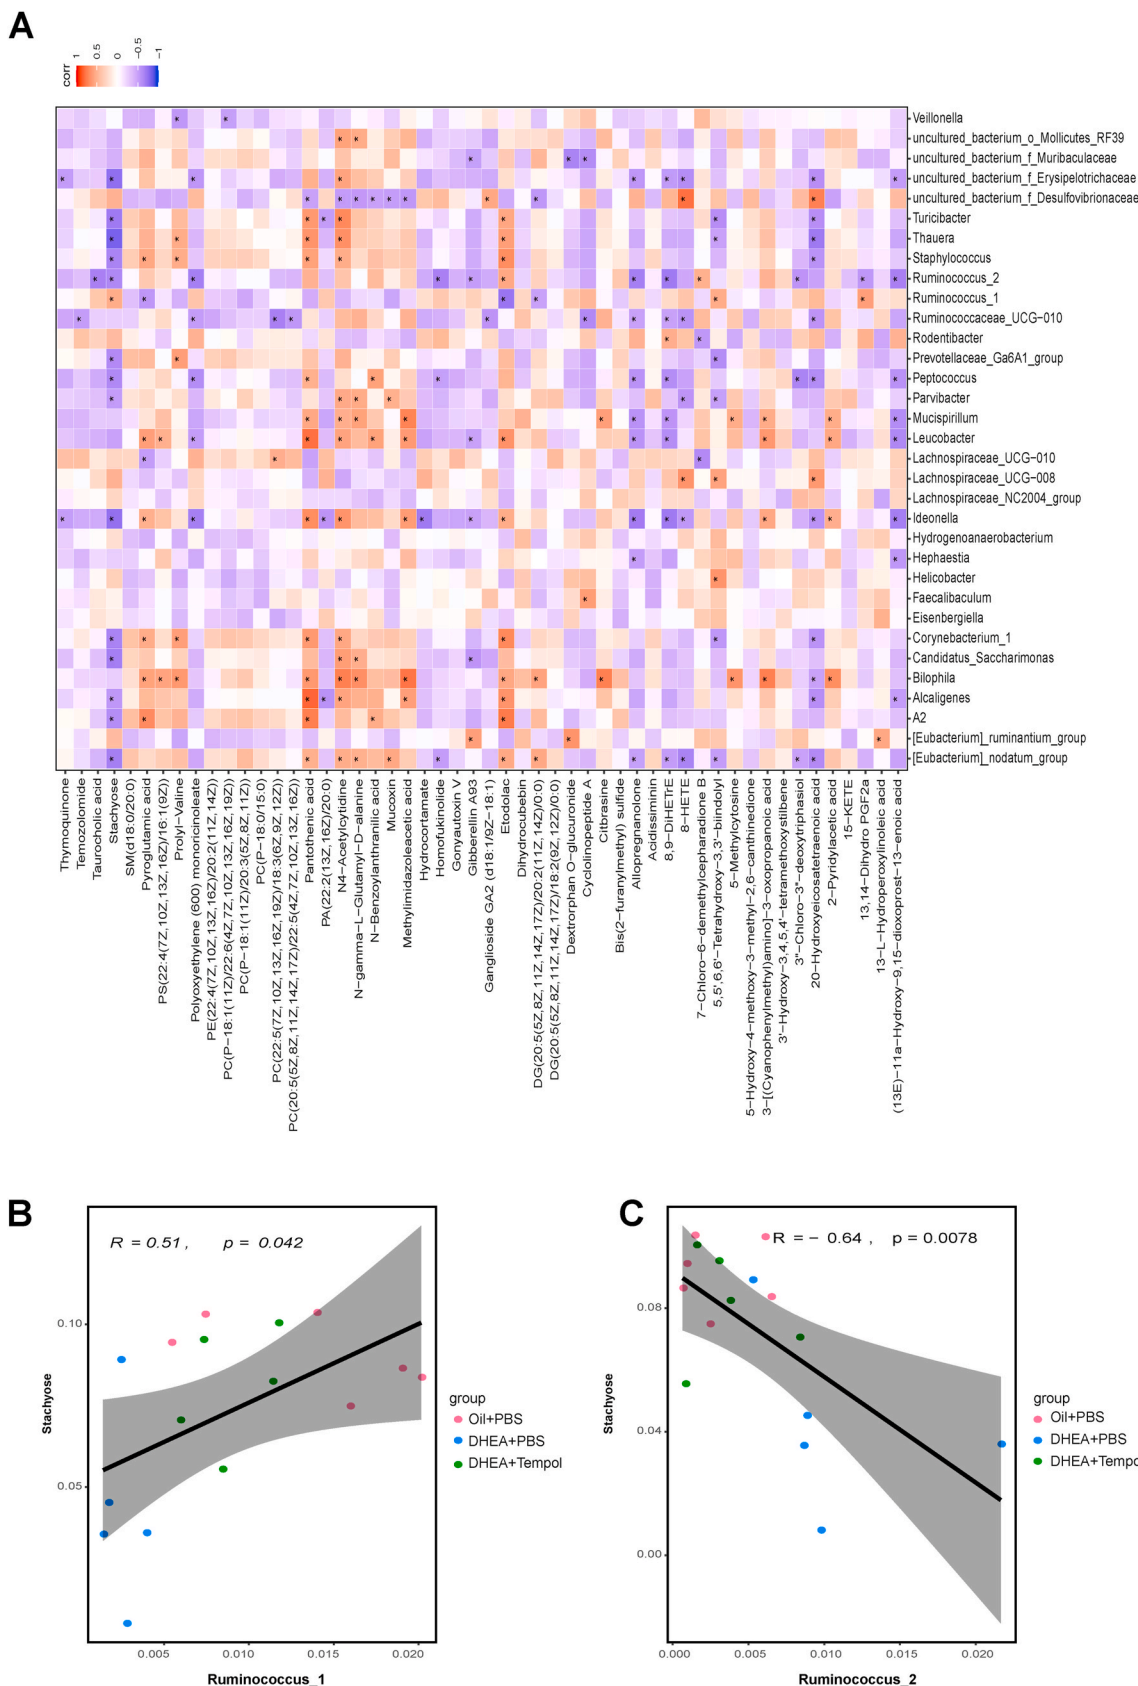 A
corr
1
0.5
0
−0.5
−1
Veillonella
uncultured_bacterium_o_Mollicutes_RF39
uncultured_bacterium_f_Muribaculaceae
uncultured_bacterium_f_Erysipelotrichaceae
uncultured_bacterium_f_Desulfovibrionaceae
Turicibacter
Thauera
Staphylococcus
Ruminococcus_2
Ruminococcus_1
Ruminococcaceae_UCG−010
Rodentibacter
Prevotellaceae_Ga6A1_group
Peptococcus
Parvibacter
Mucispirillum
Leucobacter
Lachnospiraceae_UCG−010
Lachnospiraceae_UCG−008
Lachnospiraceae_NC2004_group
Ideonella
Hydrogenoanaerobacterium
Hephaestia
Helicobacter
Faecalibaculum
Eisenbergiella
Corynebacterium_1
Candidatus_Saccharimonas
Bilophila
Alcaligenes
A2
[Eubacterium]_ruminantium_group
[Eubacterium]_nodatum_group
Thymoquinone
Temozolomide
Taurocholic acid
Stachyose
SM(d18:0/20:0)
Pyroglutamic acid
PS(22:4(7Z,10Z,13Z,16Z)/16:1(9Z))
Prolyl−Valine
Polyoxyethylene (600) monoricinoleate
PE(22:4(7Z,10Z,13Z,16Z)/20:2(11Z,14Z))
PC(P−18:1(11Z)/22:6(4Z,7Z,10Z,13Z,16Z,19Z))
PC(P−18:1(11Z)/20:3(5Z,8Z,11Z))
PC(P−18:0/15:0)
PC(22:5(7Z,10Z,13Z,16Z,19Z)/18:3(6Z,9Z,12Z))
PC(20:5(5Z,8Z,11Z,14Z,17Z)/22:5(4Z,7Z,10Z,13Z,16Z))
Pantothenic acid
PA(22:2(13Z,16Z)/20:0)
N4−Acetylcytidine
N−gamma−L−Glutamyl−D−alanine
N−Benzoylanthranilic acid
Mucoxin
Methylimidazoleacetic acid
Hydrocortamate
Homofukinolide
Gonyautoxin V
Gibberellin A93
Ganglioside GA2 (d18:1/9Z−18:1)
Etodolac
Dihydrocubebin
DG(20:5(5Z,8Z,11Z,14Z,17Z)/20:2(11Z,14Z)/0:0)
DG(20:5(5Z,8Z,11Z,14Z,17Z)/18:2(9Z,12Z)/0:0)
Dextrorphan O−glucuronide
Cyclolinopeptide A
Citbrasine
Bis(2−furanylmethyl) sulfide
Allopregnanolone
Acidissiminin
8,9−DiHETrE
8−HETE
7−Chloro−6−demethylcepharadione B
5,5',6,6'−Tetrahydroxy−3,3'−biindolyl
5−Methylcytosine
5−Hydroxy−4−methoxy−3−methyl−2,6−canthinedione
3−[(Cyanophenylmethyl)amino]−3−oxopropanoic acid
3'−Hydroxy−3,4,5,4'−tetramethoxystilbene
3"−Chloro−3"−deoxytriphasiol
20−Hydroxyeicosatetraenoic acid
2−Pyridylacetic acid
15−KETE
13,14−Dihydro PGF2a
13−L−Hydroperoxylinoleic acid
(13E)−11a−Hydroxy−9,15−dioxoprost−13−enoic acid
B
R = 0.51 , p = 0.042
0.10
0.05
Stachyose
0.005
0.010
0.015
0.020
Ruminococcus_1
group
Oil+PBS
DHEA+PBS
DHEA+Tempol
C
R = − 0.64 , p = 0.0078
0.08
0.04
0.00
Stachyose
0.000
0.005
0.010
0.015
0.020
Ruminococcus_2
group
Oil+PBS
DHEA+PBS
DHEA+Tempo